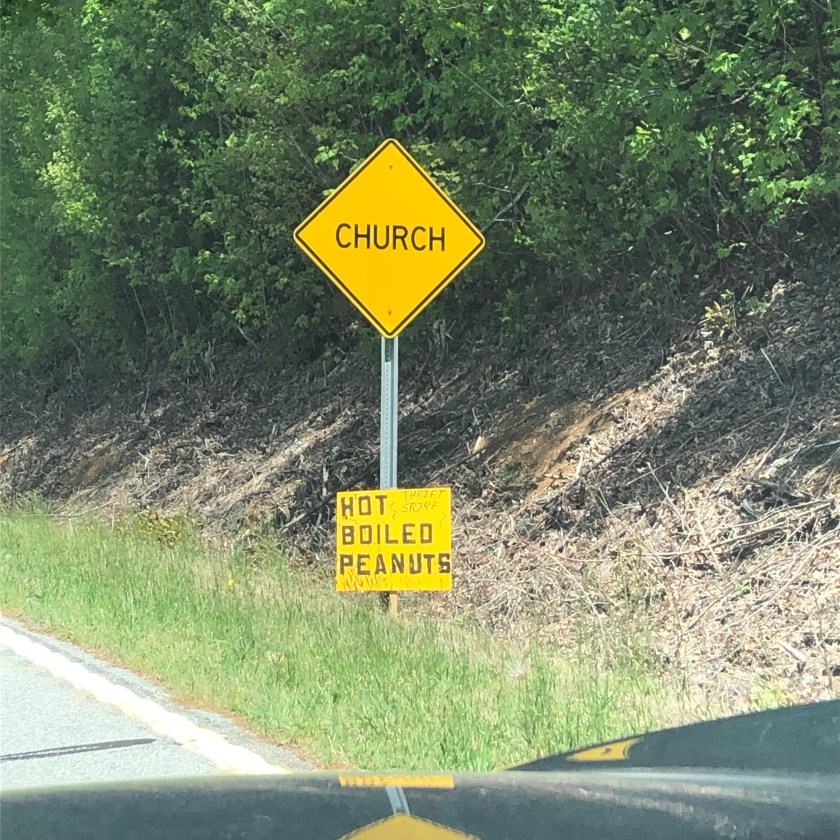 CHURCH
HOT
THRIFT
STORE
BOILED
PEANUTS